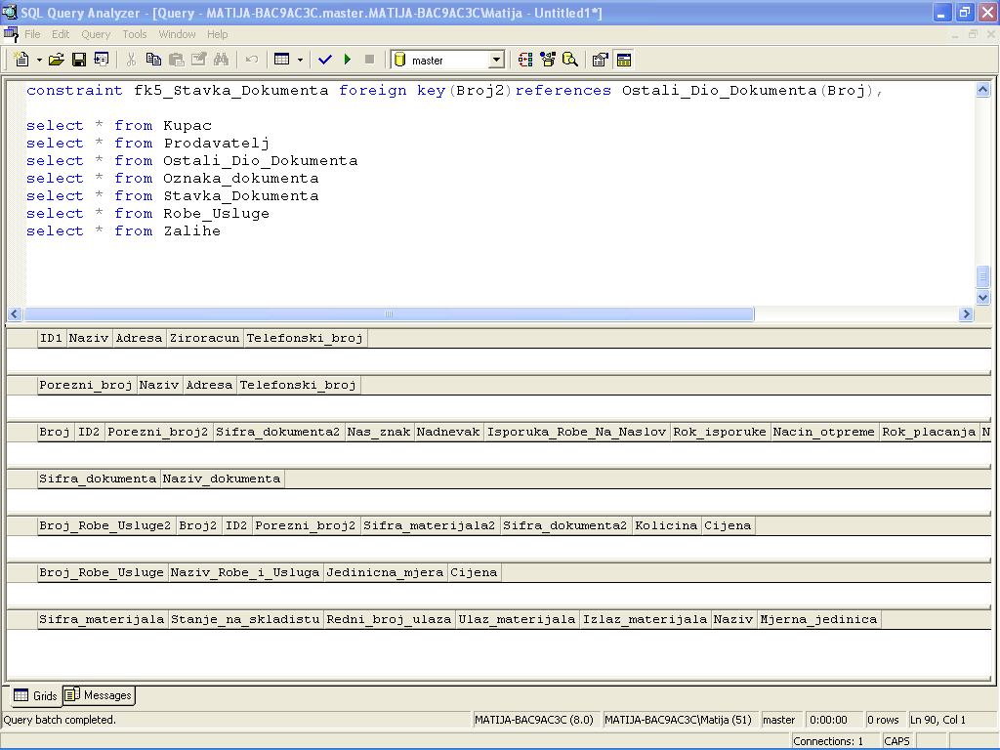 SQL Query Analyzer - [Query - MATIJA-BAC9AC3C.master.MATIJA-BAC9AC3C\Matija - Untitled1*]
File Edit Query Tools Window Help
master
constraint fk5_Stavka_Dokumenta foreign key(Broj2)references Ostali_Dio_Dokumenta(Broj),
select * from Kupac
select * from Prodavatelj
select * from Ostali_Dio_Dokumenta
select * from Oznaka_dokumenta
select * from Stavka_Dokumenta
select * from Robe_Usluge
select * from Zalihe
ID1 Naziv Adresa Ziroracun Telefonski_broj
Porezni_broj Naziv Adresa Telefonski_broj
Broj ID2 Porezni_broj2 Sifra_dokumenta2 Nas_znak Nadnevak Isporuka_Robe_Na_Naslov Rok_isporuke Nacin_otpreme Rok_placanja N
Sifra_dokumenta Naziv_dokumenta
Broj_Robe_Usluge2 Broj2 ID2 Porezni_broj2 Sifra_materijala2 Sifra_dokumenta2 Kolicina Cijena
Broj_Robe_Usluge Naziv_Robe_i_Usluga Jedinicna_mjera Cijena
Sifra_materijala Stanje_na_skladistu Redni_broj_ulaza Ulaz_materijala Izlaz_materijala Naziv Mjerna_jedinica
Grids Messages
Query batch completed. MATIJA-BAC9AC3C (8.0) MATIJA-BAC9AC3C\Matija (51) master 0:00:00 0 rows Ln 90, Col 1
Connections: 1 CAPS